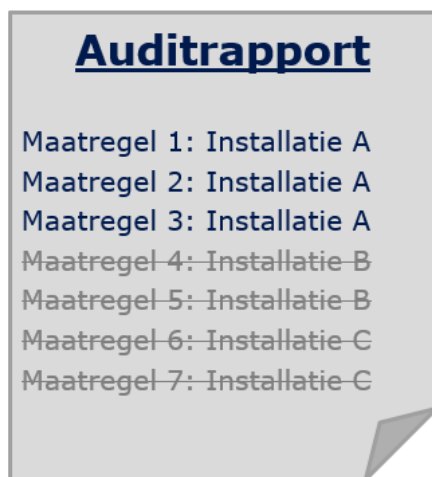 Auditrapport
Maatregel 1: Installatie A
Maatregel 2: Installatie A
Maatregel 3: Installatie A
Maatregel 4: Installatie B
Maatregel 5: Installatie B
Maatregel 6: Installatie C
Maatregel 7: Installatie C